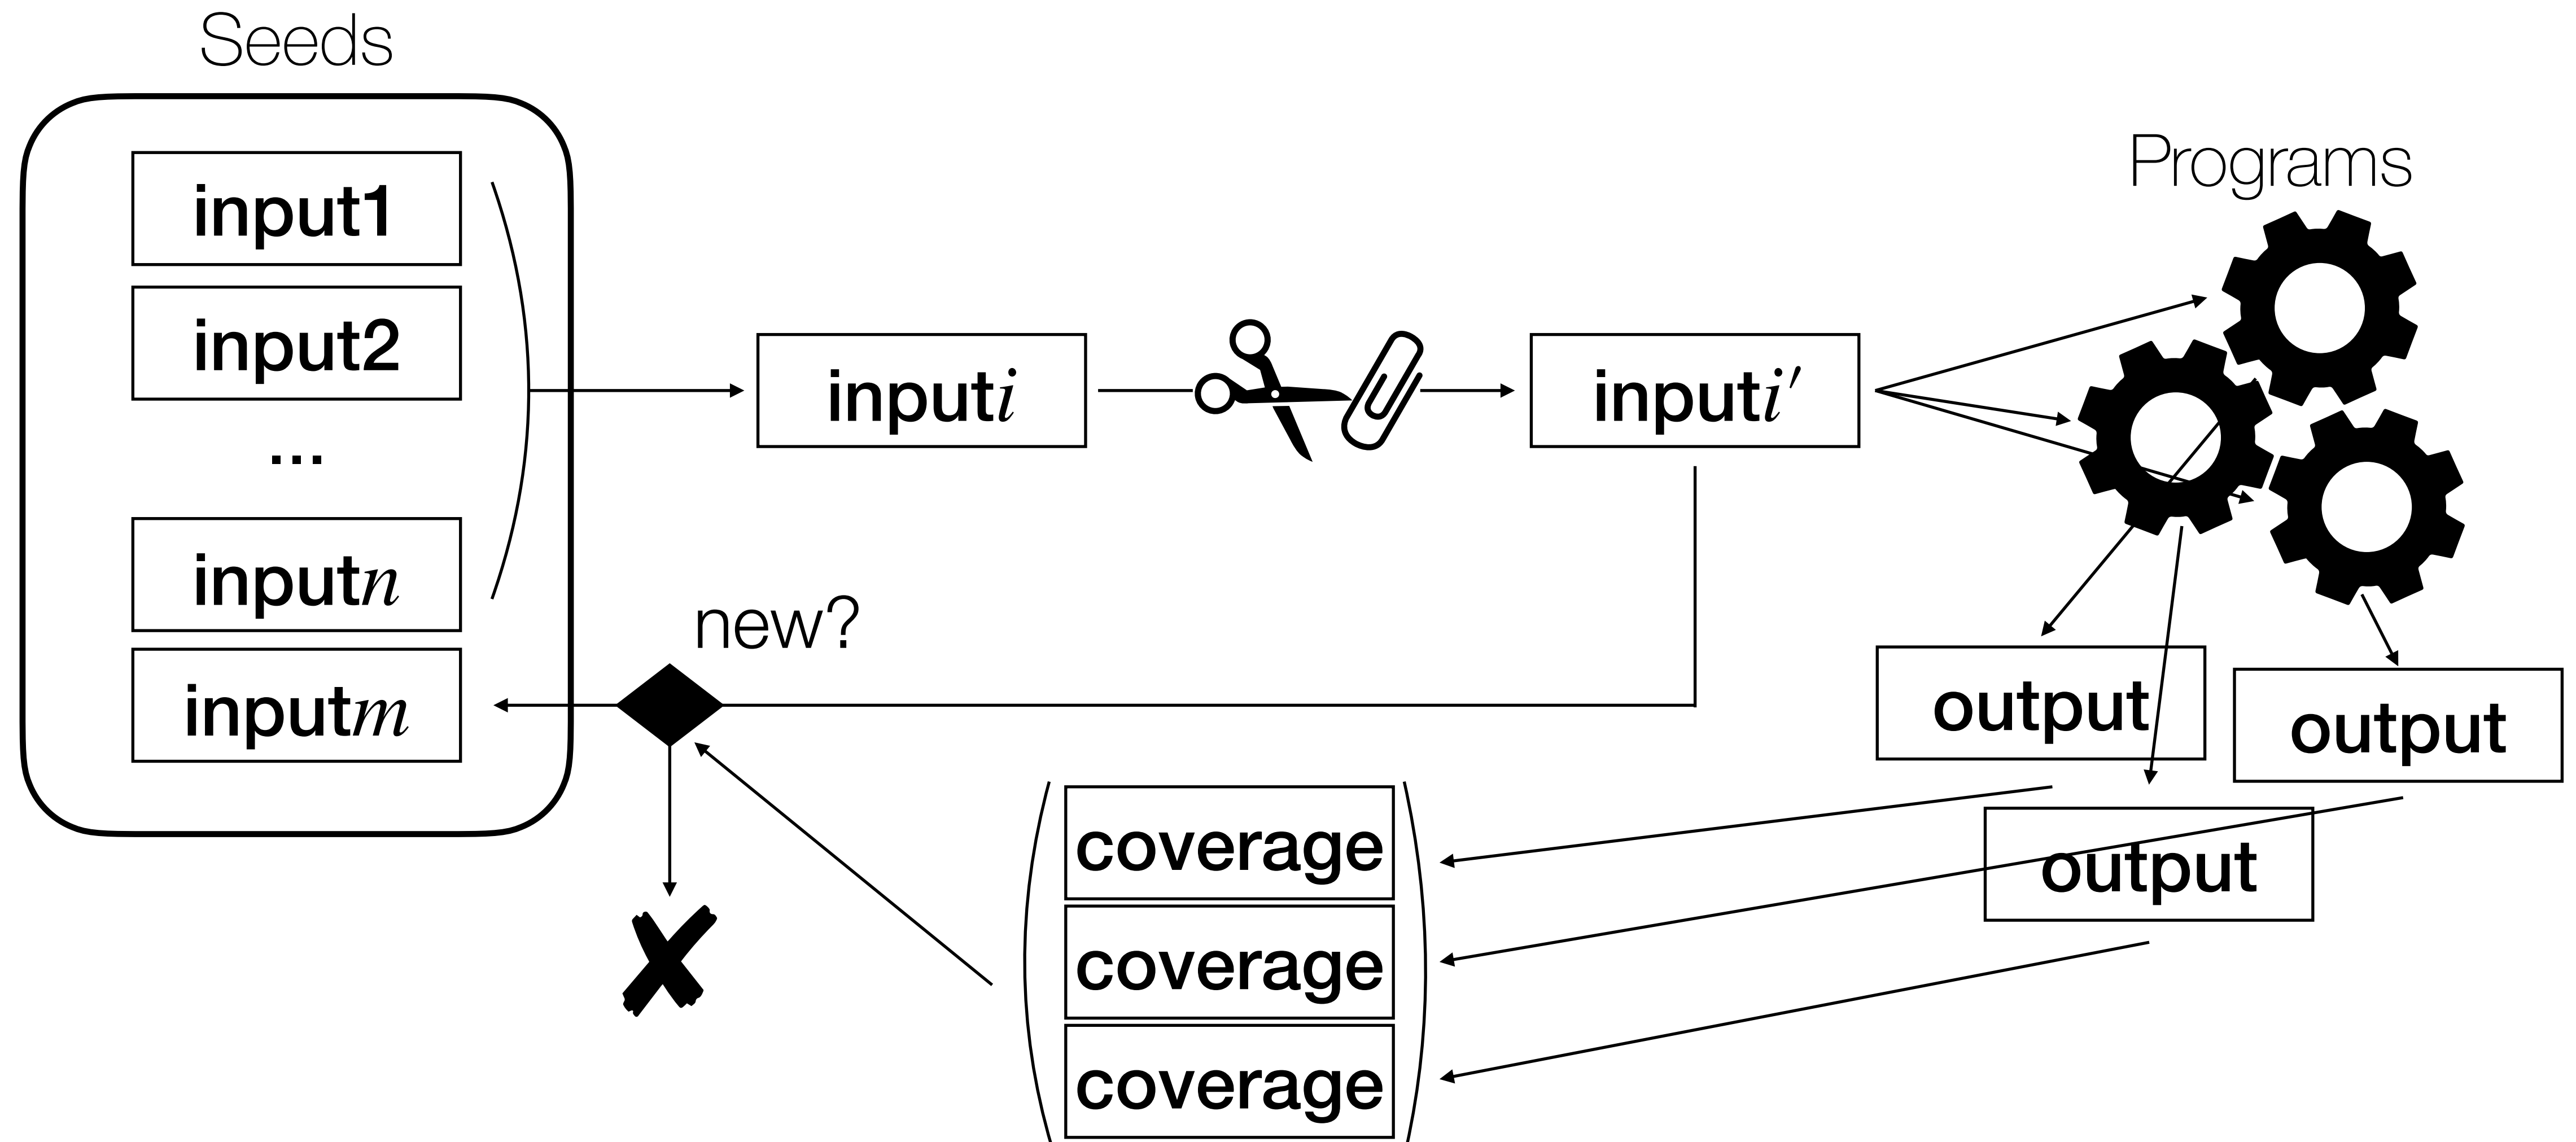 Seeds
input1
input2
...
inputn
inputm
inputi
inputi′
Programs
new?
output
output
output
coverage
coverage
coverage